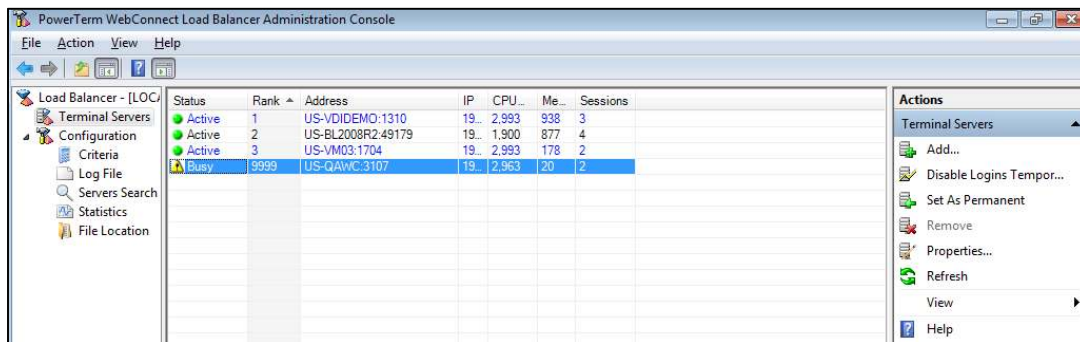 PowerTerm WebConnect Load Balancer Administration Console
File Action View Help
Load Balancer - [LOCA
Terminal Servers
Configuration
Criteria
Log File
Servers Search
Statistics
File Location
Status Rank Address IP CPU... Me... Sessions
Active 1 US-VDIDEMO:1310 19... 2,993 938 3
Active 2 US-BL2008R2:49179 19... 1,900 877 4
Active 3 US-VM03:1704 19... 2,993 178 2
Busy 9999 US-QAWC:3107 19... 2,963 20 2
Actions
Terminal Servers
Add...
Disable Logins Tempor...
Set As Permanent
Remove
Properties...
Refresh
View
Help